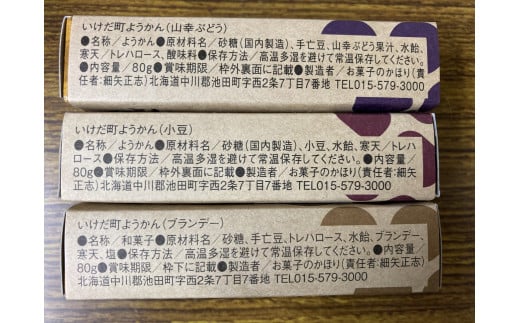 いけだ町ようかん(山幸ぶどう)
●名称/ようかん●原材料名/砂糖(国内製造)、手亡豆、山幸ぶどう果汁、水飴、
寒天/トレハロース、酸味料●保存方法/高温多湿を避けて常温保存してください。
●内容量/80g●賞味期限/枠外裏面に記載●製造者/お菓子のかほり(責
任者:細矢正志)北海道中川郡池田町字西2条7丁目7番地 TEL015-579-3000
いけだ町ようかん(小豆)
●名称/ようかん●原材料名/砂糖(国内製造)、小豆、水飴、寒天/トレハ
ロース●保存方法/高温多湿を避けて常温保存してください。●内容量/
80g●賞味期限/枠外裏面に記載●製造者/お菓子のかほり(責任者:細矢
正志)北海道中川郡池田町字西2条7丁目7番地 TEL015-579-3000
いけだ町ようかん(ブランデー)
●名称/和菓子●原材料名/砂糖、手亡豆、トレハロース、水飴、ブランデー、
寒天、塩●保存方法/高温多湿を避けて常温保存してください。●内容量/
80g●賞味期限/枠下に記載●製造者/お菓子のかほり(責任者:細矢正志)
北海道中川郡池田町字西2条7丁目7番地 TEL015-579-3000